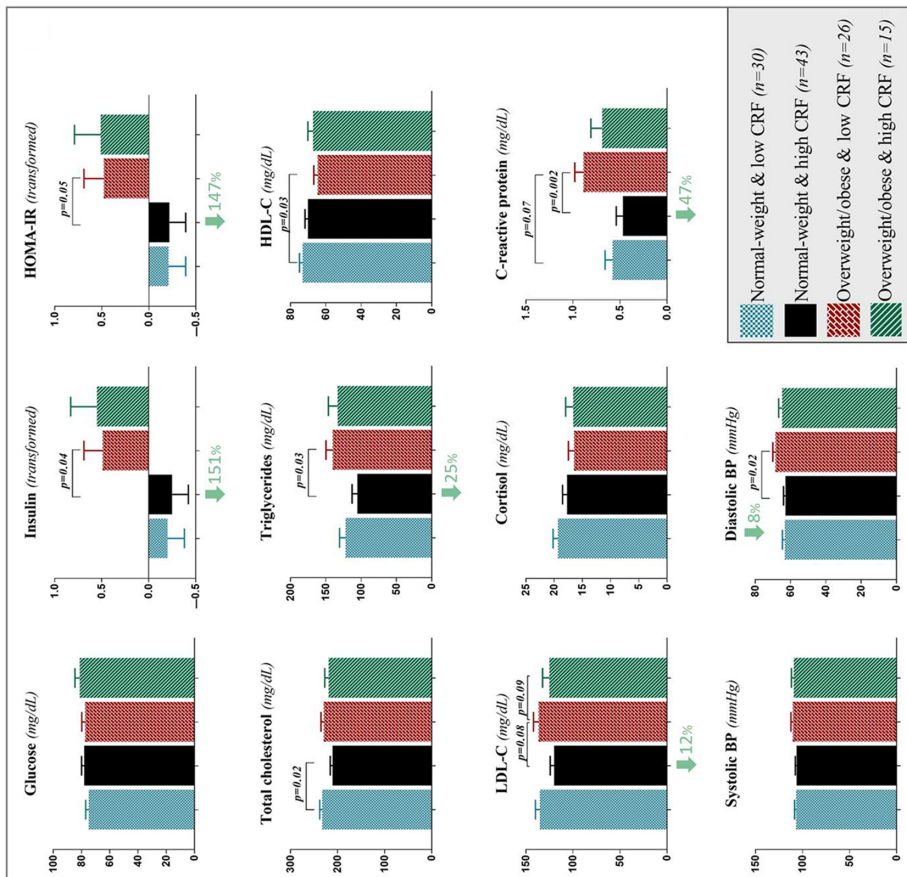 Glucose (mg/dL)
100
80
60
40
20
0
Insulin (transformed)
1.0
0.5
0.0
–0.5
p=0.04
151%
HOMA-IR (transformed)
1.0
0.5
0.0
–0.5
p=0.05
147%
Total cholesterol (mg/dL)
300
200
100
0
p=0.02
Triglycerides (mg/dL)
200
150
100
50
0
p=0.03
25%
HDL-C (mg/dL)
80
60
40
20
0
p=0.03
LDL-C (mg/dL)
150
100
50
0
p=0.08
p=0.09
12%
Cortisol (mg/dL)
25
20
15
10
5
0
C-reactive protein (mg/dL)
1.5
1.0
0.5
0.0
p=0.07
p=0.002
47%
Systolic BP (mmHg)
150
100
50
0
Diastolic BP (mmHg)
80
60
40
20
0
8%
p=0.02
Normal-weight & low CRF (n=30)
Normal-weight & high CRF (n=43)
Overweight/obese & low CRF (n=26)
Overweight/obese & high CRF (n=15)